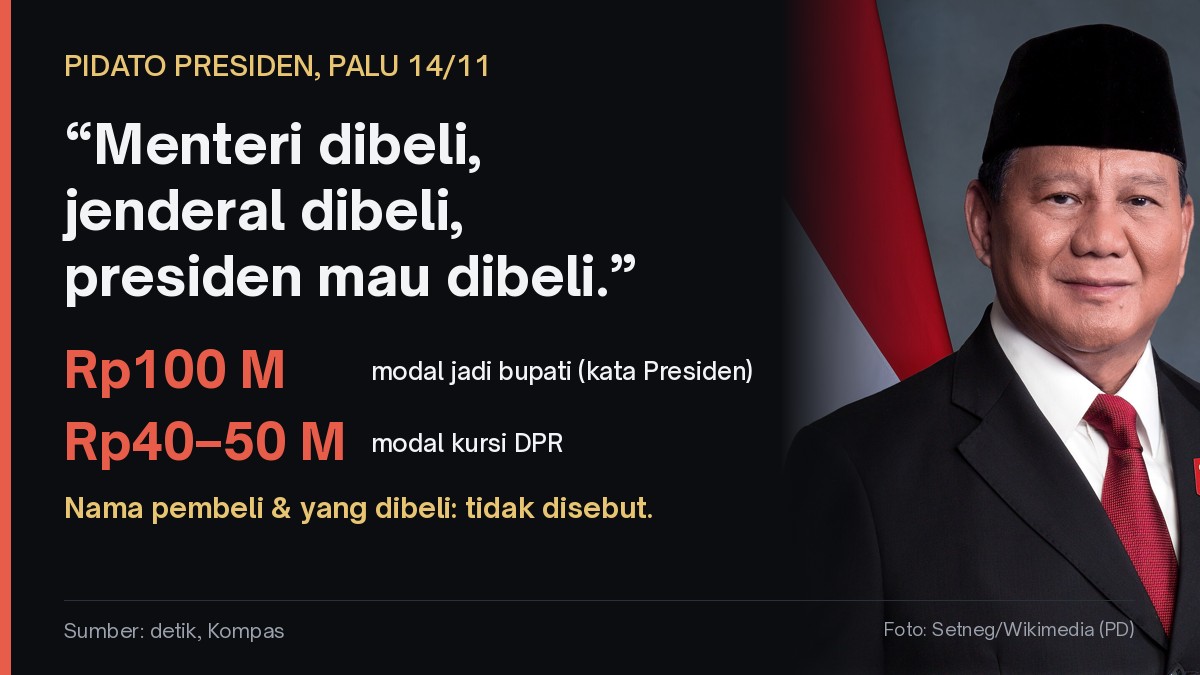 PIDATO PRESIDEN, PALU 14/11
“Menteri dibeli,
jenderal dibeli,
presiden mau dibeli.”
Rp100 M modal jadi bupati (kata Presiden)
Rp40–50 M modal kursi DPR
Nama pembeli & yang dibeli: tidak disebut.
Sumber: detik, Kompas
Foto: Setneg/Wikimedia (PD)